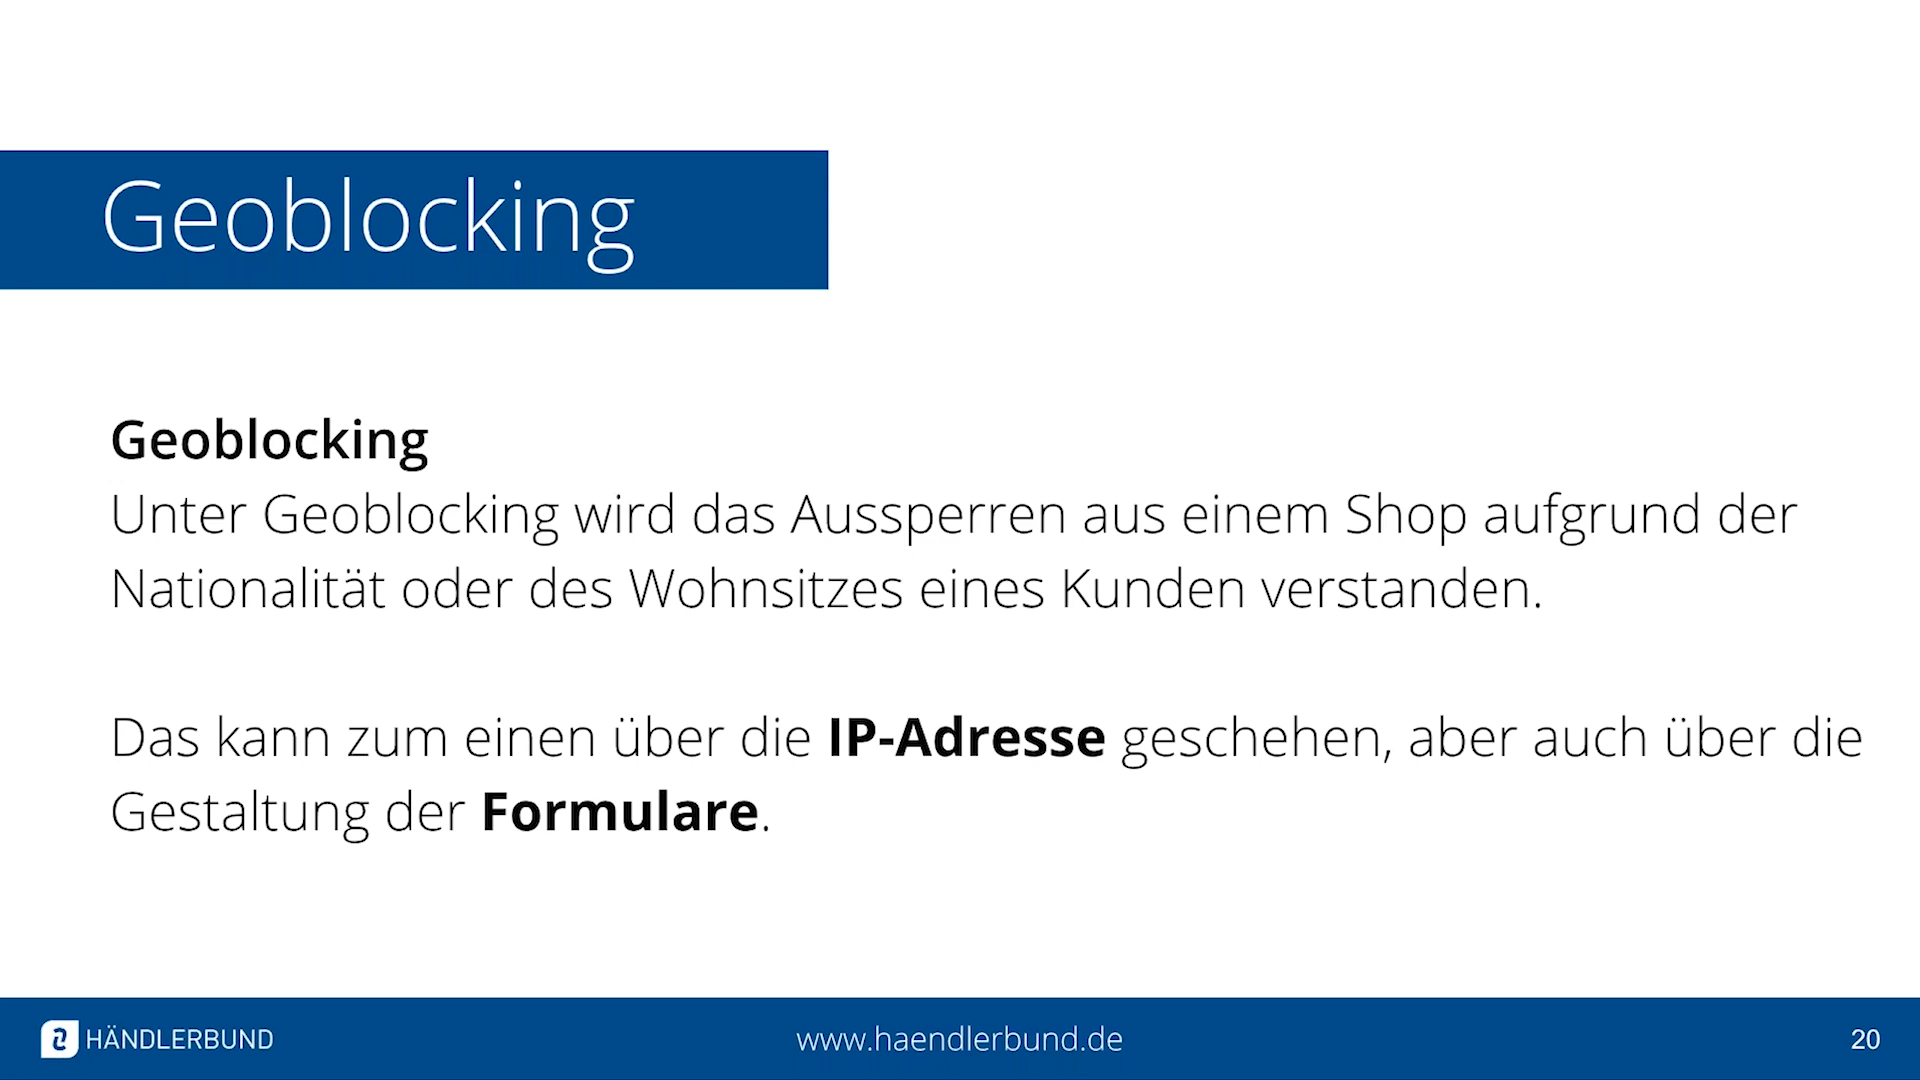 Geoblocking
Geoblocking
Unter Geoblocking wird das Aussperren aus einem Shop aufgrund der
Nationalität oder des Wohnsitzes eines Kunden verstanden.
Das kann zum einen über die IP-Adresse geschehen, aber auch über die
Gestaltung der Formulare.
HÄNDLERBUND
www.haendlerbund.de
20